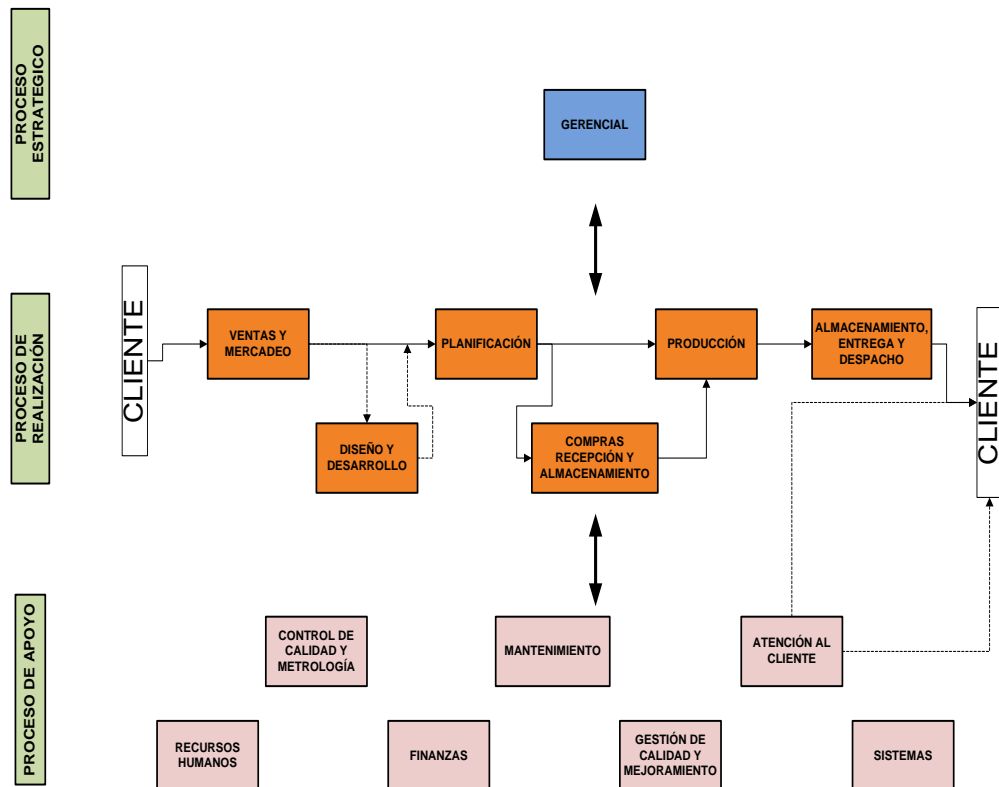 PROCESO
ESTRATEGICO
GERENCIAL
PROCESO DE
REALIZACIÓN
CLIENTE
VENTAS Y
MERCADEO
PLANIFICACIÓN
PRODUCCIÓN
ALMACENAMIENTO,
ENTREGA Y
DESPACHO
CLIENTE
DISEÑO Y
DESARROLLO
COMPRAS
RECEPCIÓN Y
ALMACENAMIENTO
PROCESO DE APOYO
CONTROL DE
CALIDAD Y
METROLOGÍA
MANTENIMIENTO
ATENCIÓN AL
CLIENTE
RECURSOS
HUMANOS
FINANZAS
GESTIÓN DE
CALIDAD Y
MEJORAMIENTO
SISTEMAS